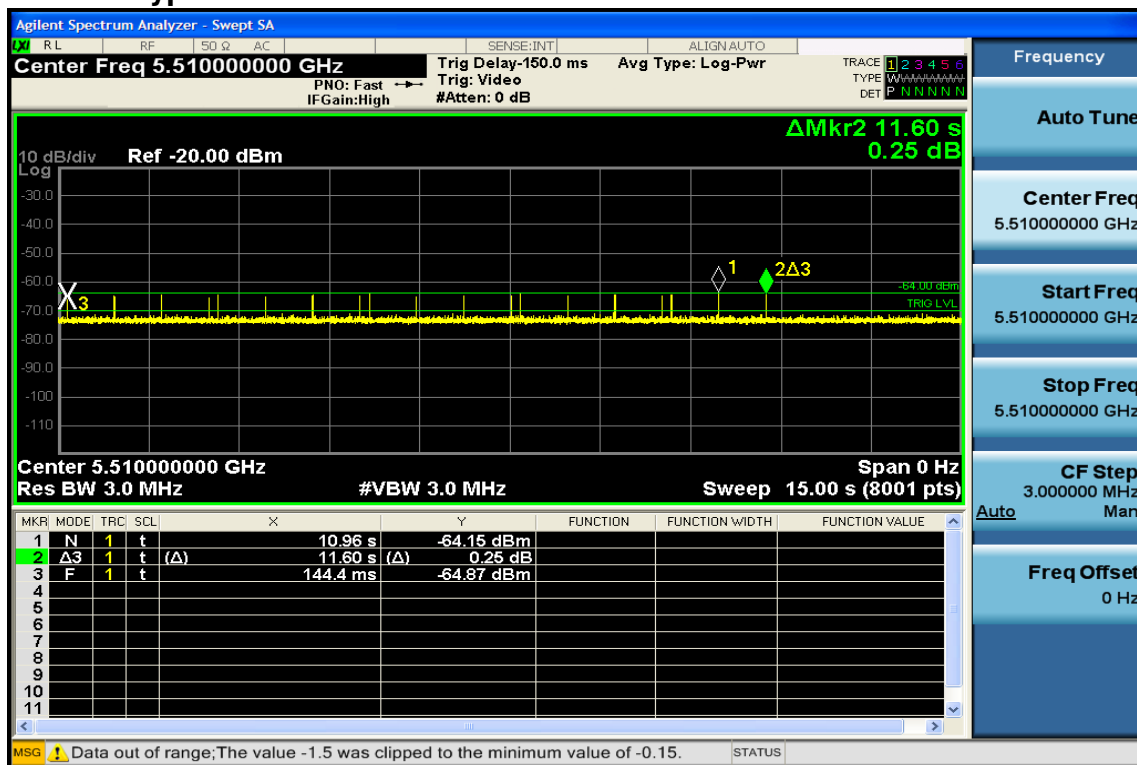 Agilent Spectrum Analyzer - Swept SA
LXI RL RF 50 Ω AC SENSE:INT ALIGN AUTO
Center Freq 5.510000000 GHz
PNO: Fast
IFGain:High
Trig Delay-150.0 ms
Trig: Video
#Atten: 0 dB
Avg Type: Log-Pwr
TRACE 1 2 3 4 5 6
TYPE WWWWWW
DET P N N N N N
ΔMkr2 11.60 s
0.25 dB
10 dB/div Ref -20.00 dBm
Log
-30.0
-40.0
-50.0
-60.0
-70.0
-80.0
-90.0
-100
-110
X3
1
2Δ3
-64.00 dBm
TRIG LVL
Center 5.510000000 GHz Span 0 Hz
Res BW 3.0 MHz #VBW 3.0 MHz Sweep 15.00 s (8001 pts)
MKR MODE TRC SCL X Y FUNCTION FUNCTION WIDTH FUNCTION VALUE
1 N 1 t 10.96 s -64.15 dBm
2 Δ3 1 t (Δ) 11.60 s (Δ) 0.25 dB
3 F 1 t 144.4 ms -64.87 dBm
4
5
6
7
8
9
10
11
MSG Data out of range;The value -1.5 was clipped to the minimum value of -0.15. STATUS
Frequency
Auto Tune
Center Freq
5.510000000 GHz
Start Freq
5.510000000 GHz
Stop Freq
5.510000000 GHz
CF Step
3.000000 MHz
Auto Man
Freq Offset
0 Hz